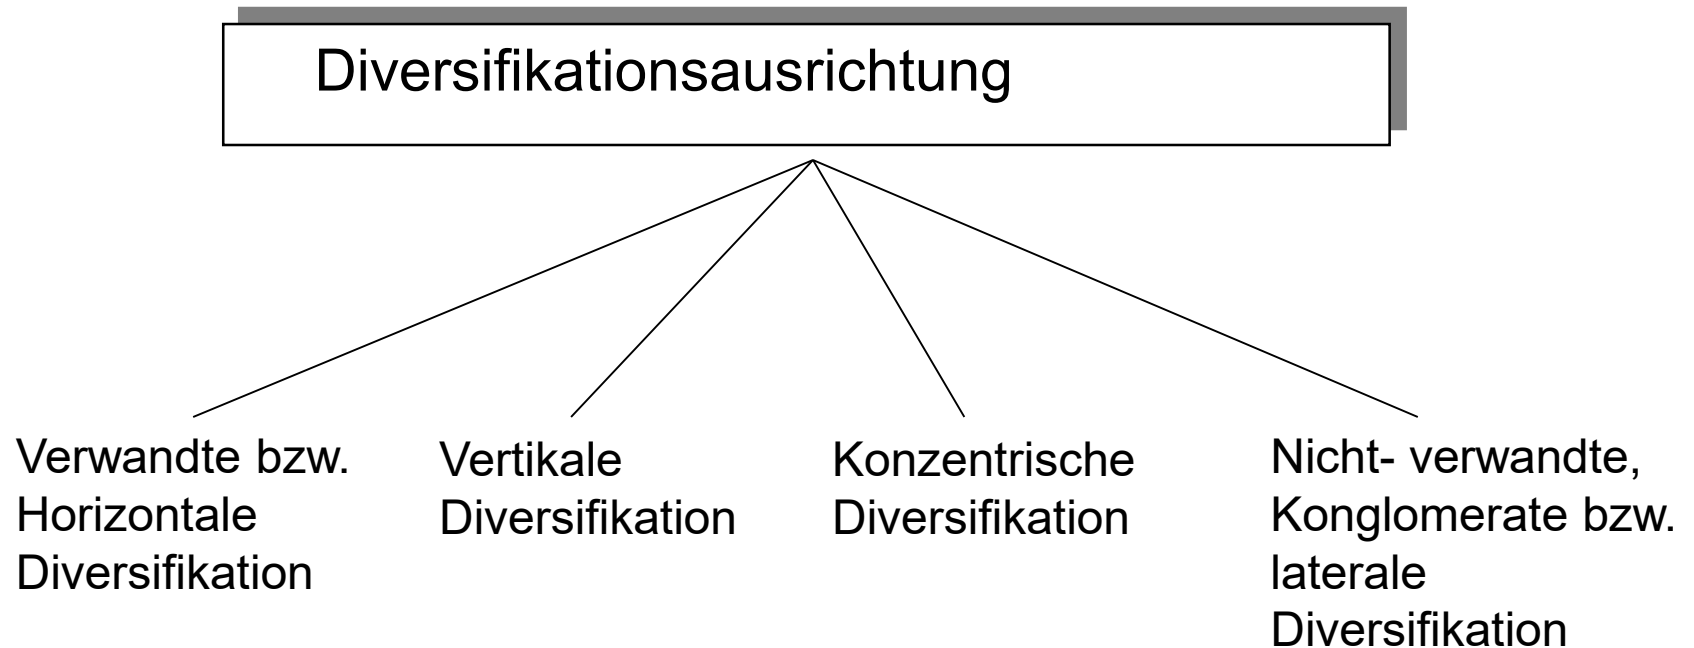 Diversifikationsausrichtung
Verwandte bzw.
Horizontale
Diversifikation
Vertikale
Diversifikation
Konzentrische
Diversifikation
Nicht- verwandte,
Konglomerate bzw.
laterale
Diversifikation